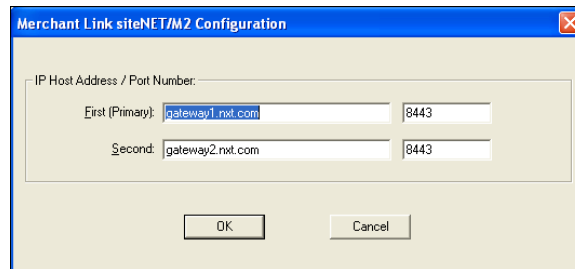 Merchant Link siteNET/M2 Configuration
IP Host Address / Port Number:
First (Primary): gateway1.nxt.com 8443
Second: gateway2.nxt.com 8443
OK Cancel